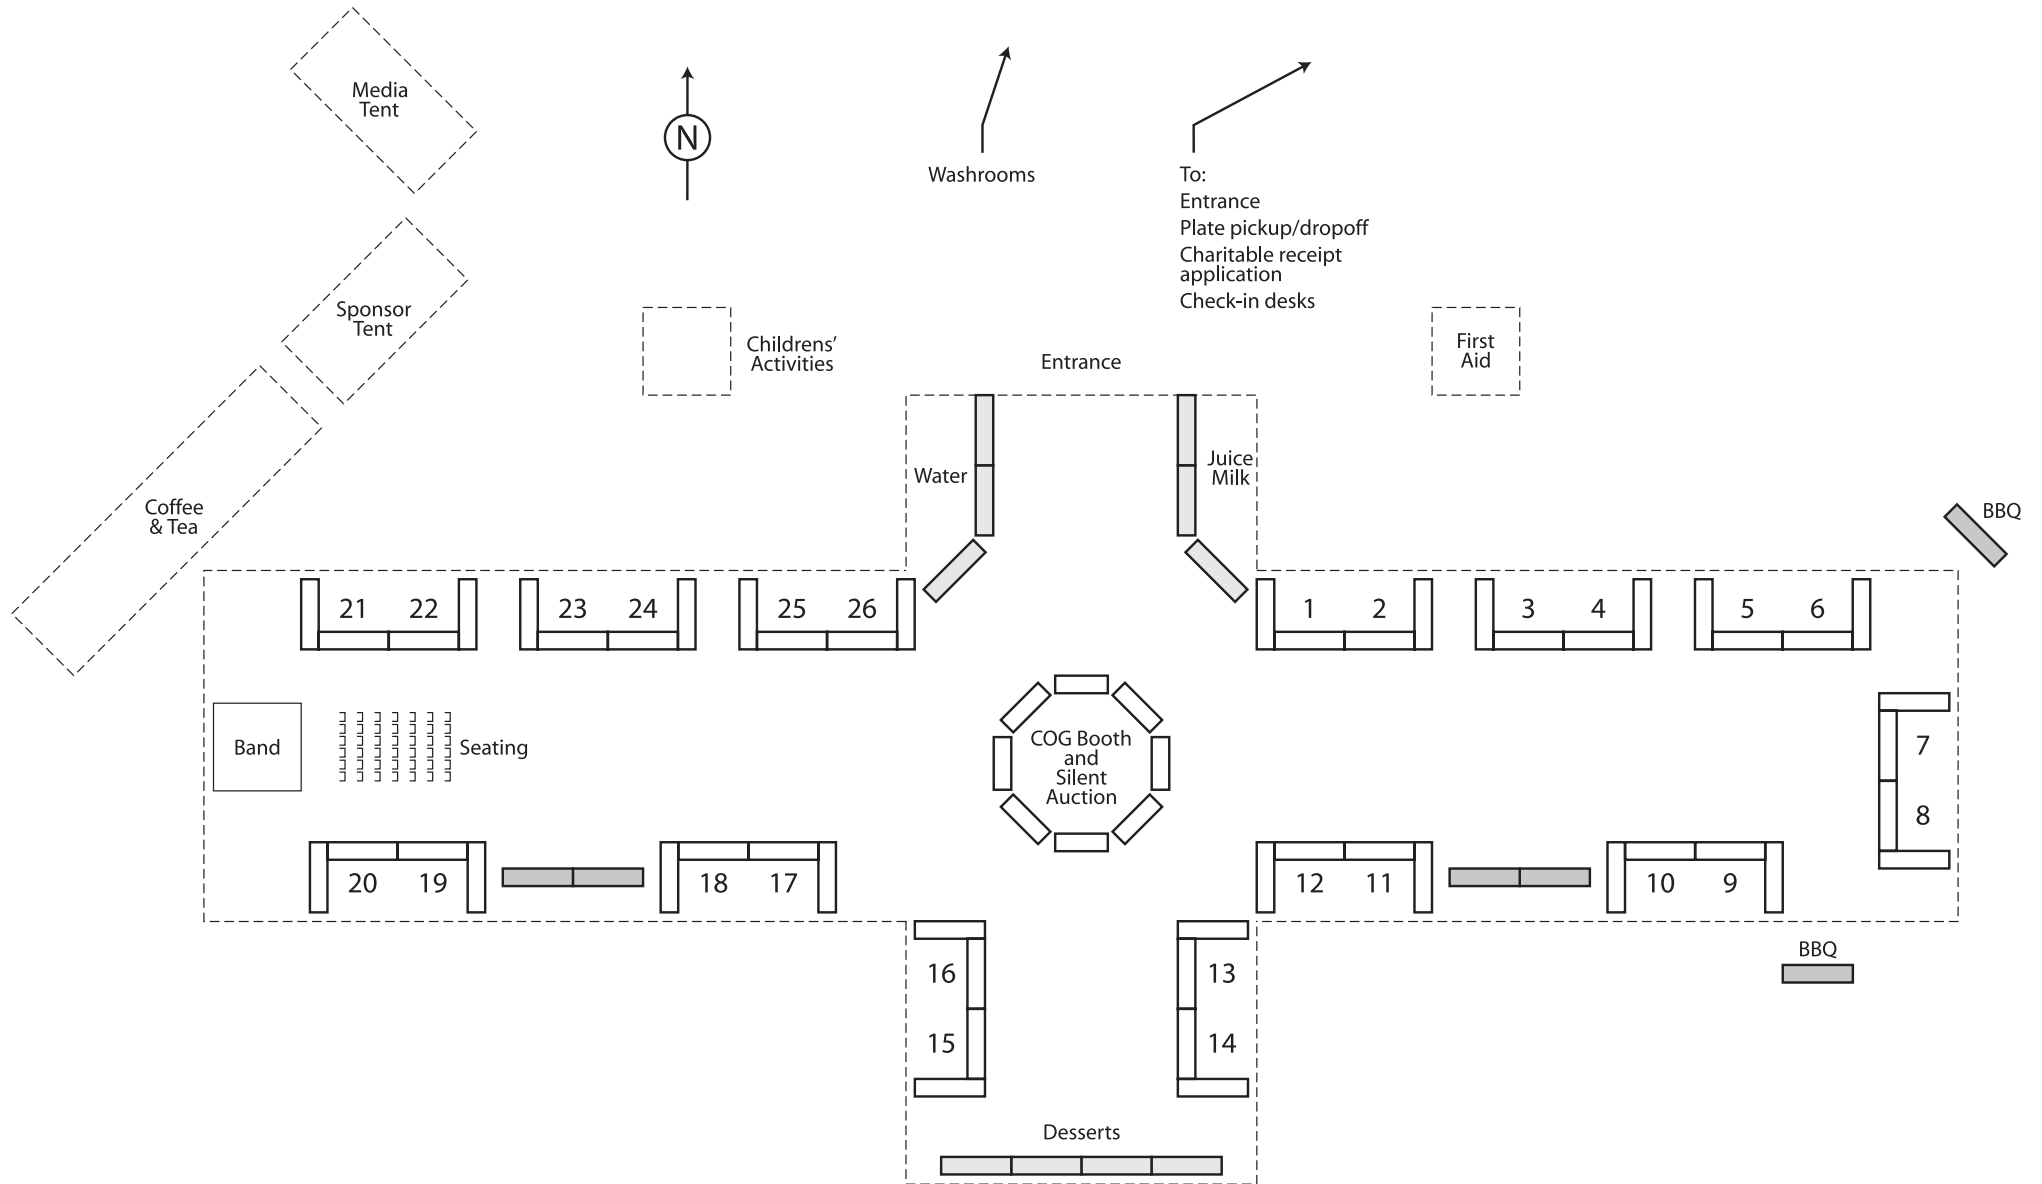 Media
Tent
N
Washrooms
To:
Entrance
Plate pickup/dropoff
Charitable receipt
application
Check-in desks
Sponsor
Tent
Childrens’
Activities
Entrance
First
Aid
Coffee
& Tea
Water
Juice
Milk
BBQ
21 22 23 24 25 26 1 2 3 4 5 6
Band
Seating
COG Booth
and
Silent
Auction
7
8
20 19 18 17 12 11 10 9
16
15
13
14
BBQ
Desserts